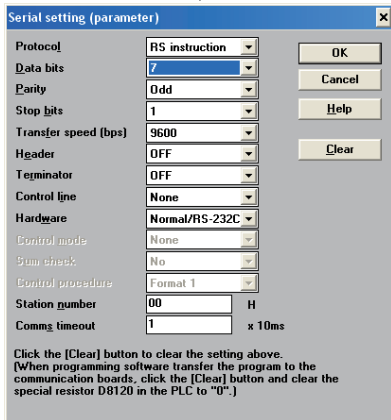 Serial setting (parameter)
Protocol RS instruction OK
Data bits 7
Cancel
Parity Odd
Stop bits 1 Help
Transfer speed (bps) 9600
Header OFF Clear
Terminator OFF
Control line None
Hardware Normal/RS-232C
Control mode None
Sum check No
Control procedure Format 1
Station number 00 H
Comms timeout 1 x 10ms
Click the [Clear] button to clear the setting above.
(When programming software transfer the program to the
communication boards, click the [Clear] button and clear the
special resistor D8120 in the PLC to "0".)